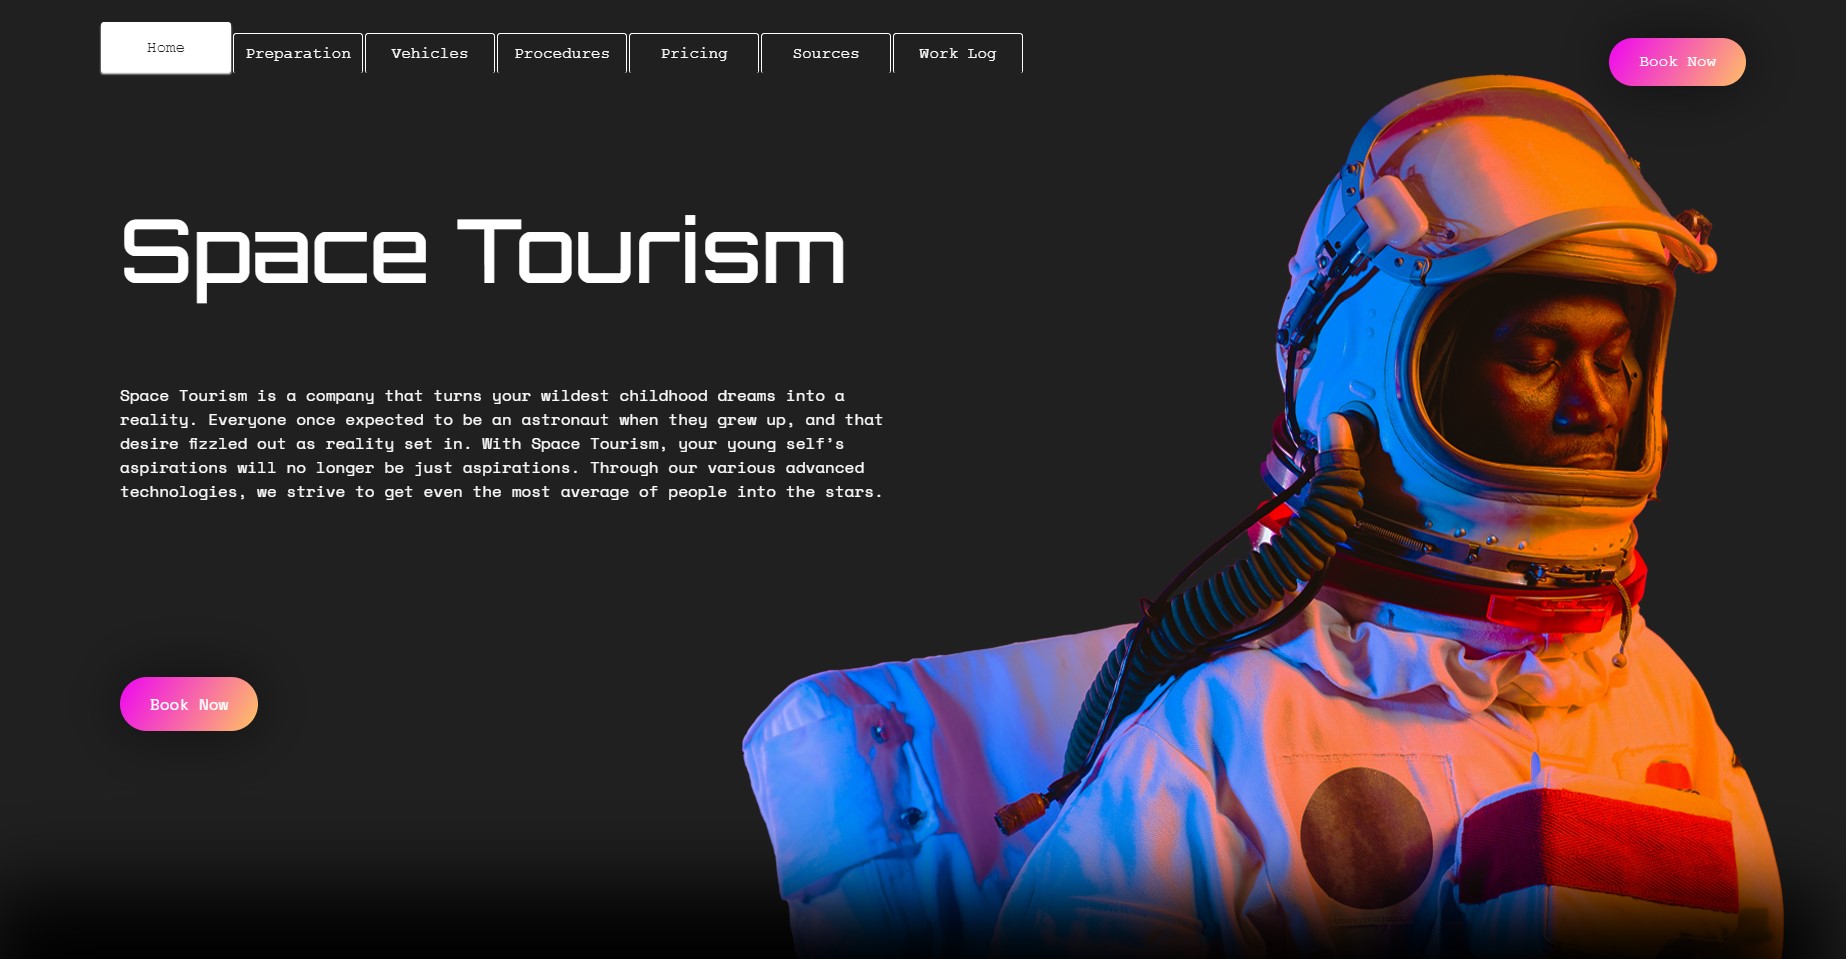 Home
Preparation
Vehicles
Procedures
Pricing
Sources
Work Log
Book Now
Space Tourism
Space Tourism is a company that turns your wildest childhood dreams into a
reality. Everyone once expected to be an astronaut when they grew up, and that
desire fizzled out as reality set in. With Space Tourism, your young self’s
aspirations will no longer be just aspirations. Through our various advanced
technologies, we strive to get even the most average of people into the stars.
Book Now